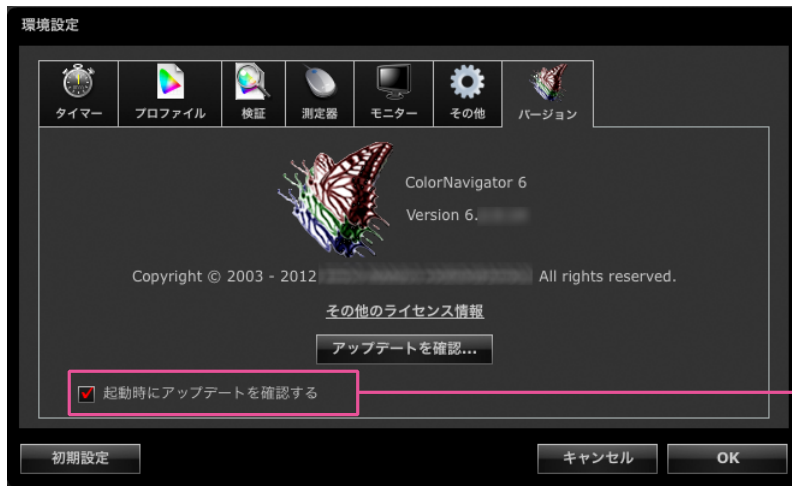 環境設定
タイマー
プロファイル
検証
測定器
モニター
その他
バージョン
ColorNavigator 6
Version 6.
Copyright © 2003 - 2012
All rights reserved.
その他のライセンス情報
アップデートを確認...
起動時にアップデートを確認する
初期設定
キャンセル
OK